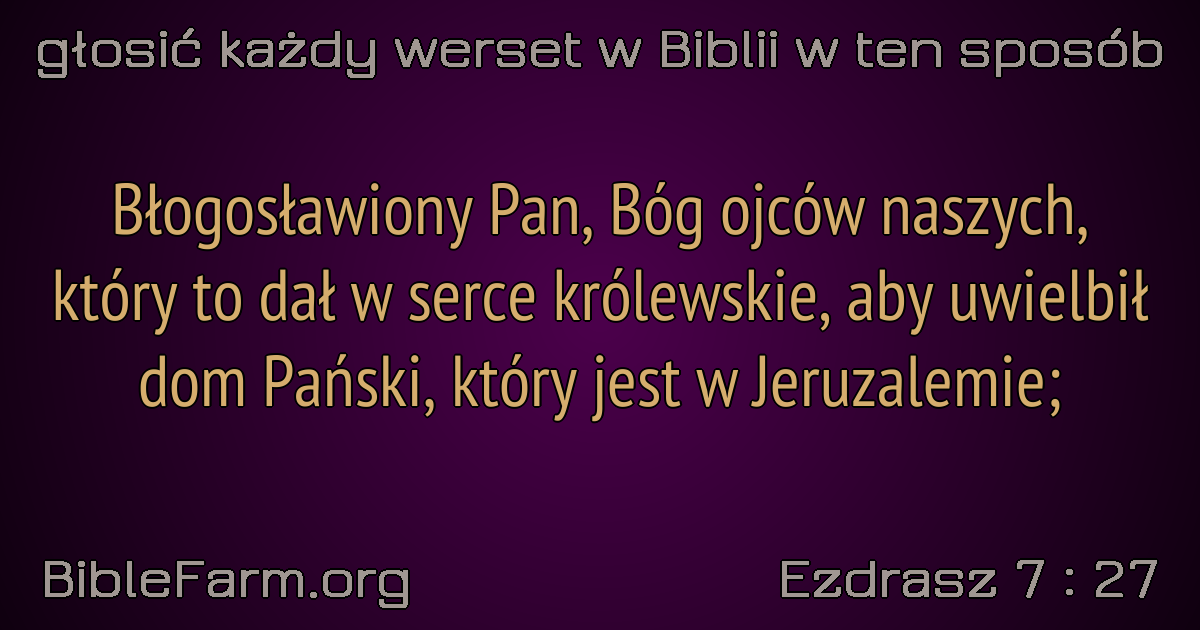 głosić każdy werset w Biblii w ten sposób
Błogosławiony Pan, Bóg ojców naszych,
który to dał w serce królewskie, aby uwielbił
dom Pański, który jest w Jeruzalemie;
BibleFarm.org
Ezdrasz 7 : 27